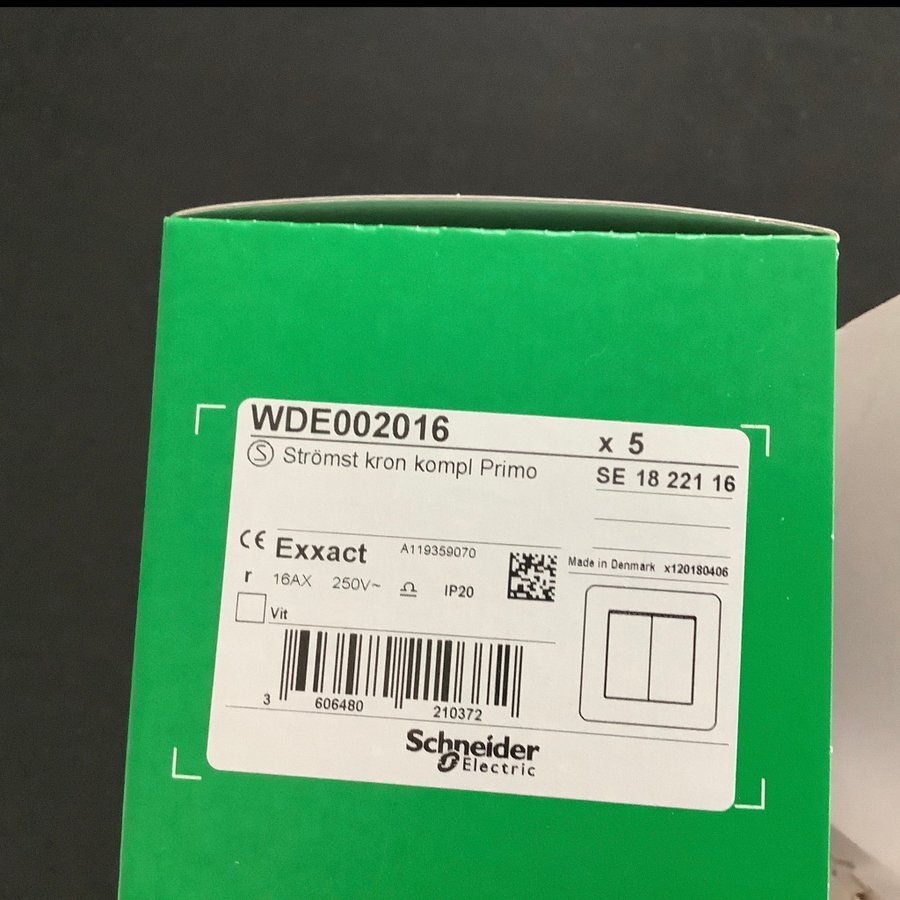 WDE002016
x 5
Ⓢ Strömst kron kompl Primo
SE 18 221 16
CE Exxact A119359070
Made in Denmark x120180406
r 16AX 250V~ IP20
Vit
3 606480 210372
Schneider
Electric